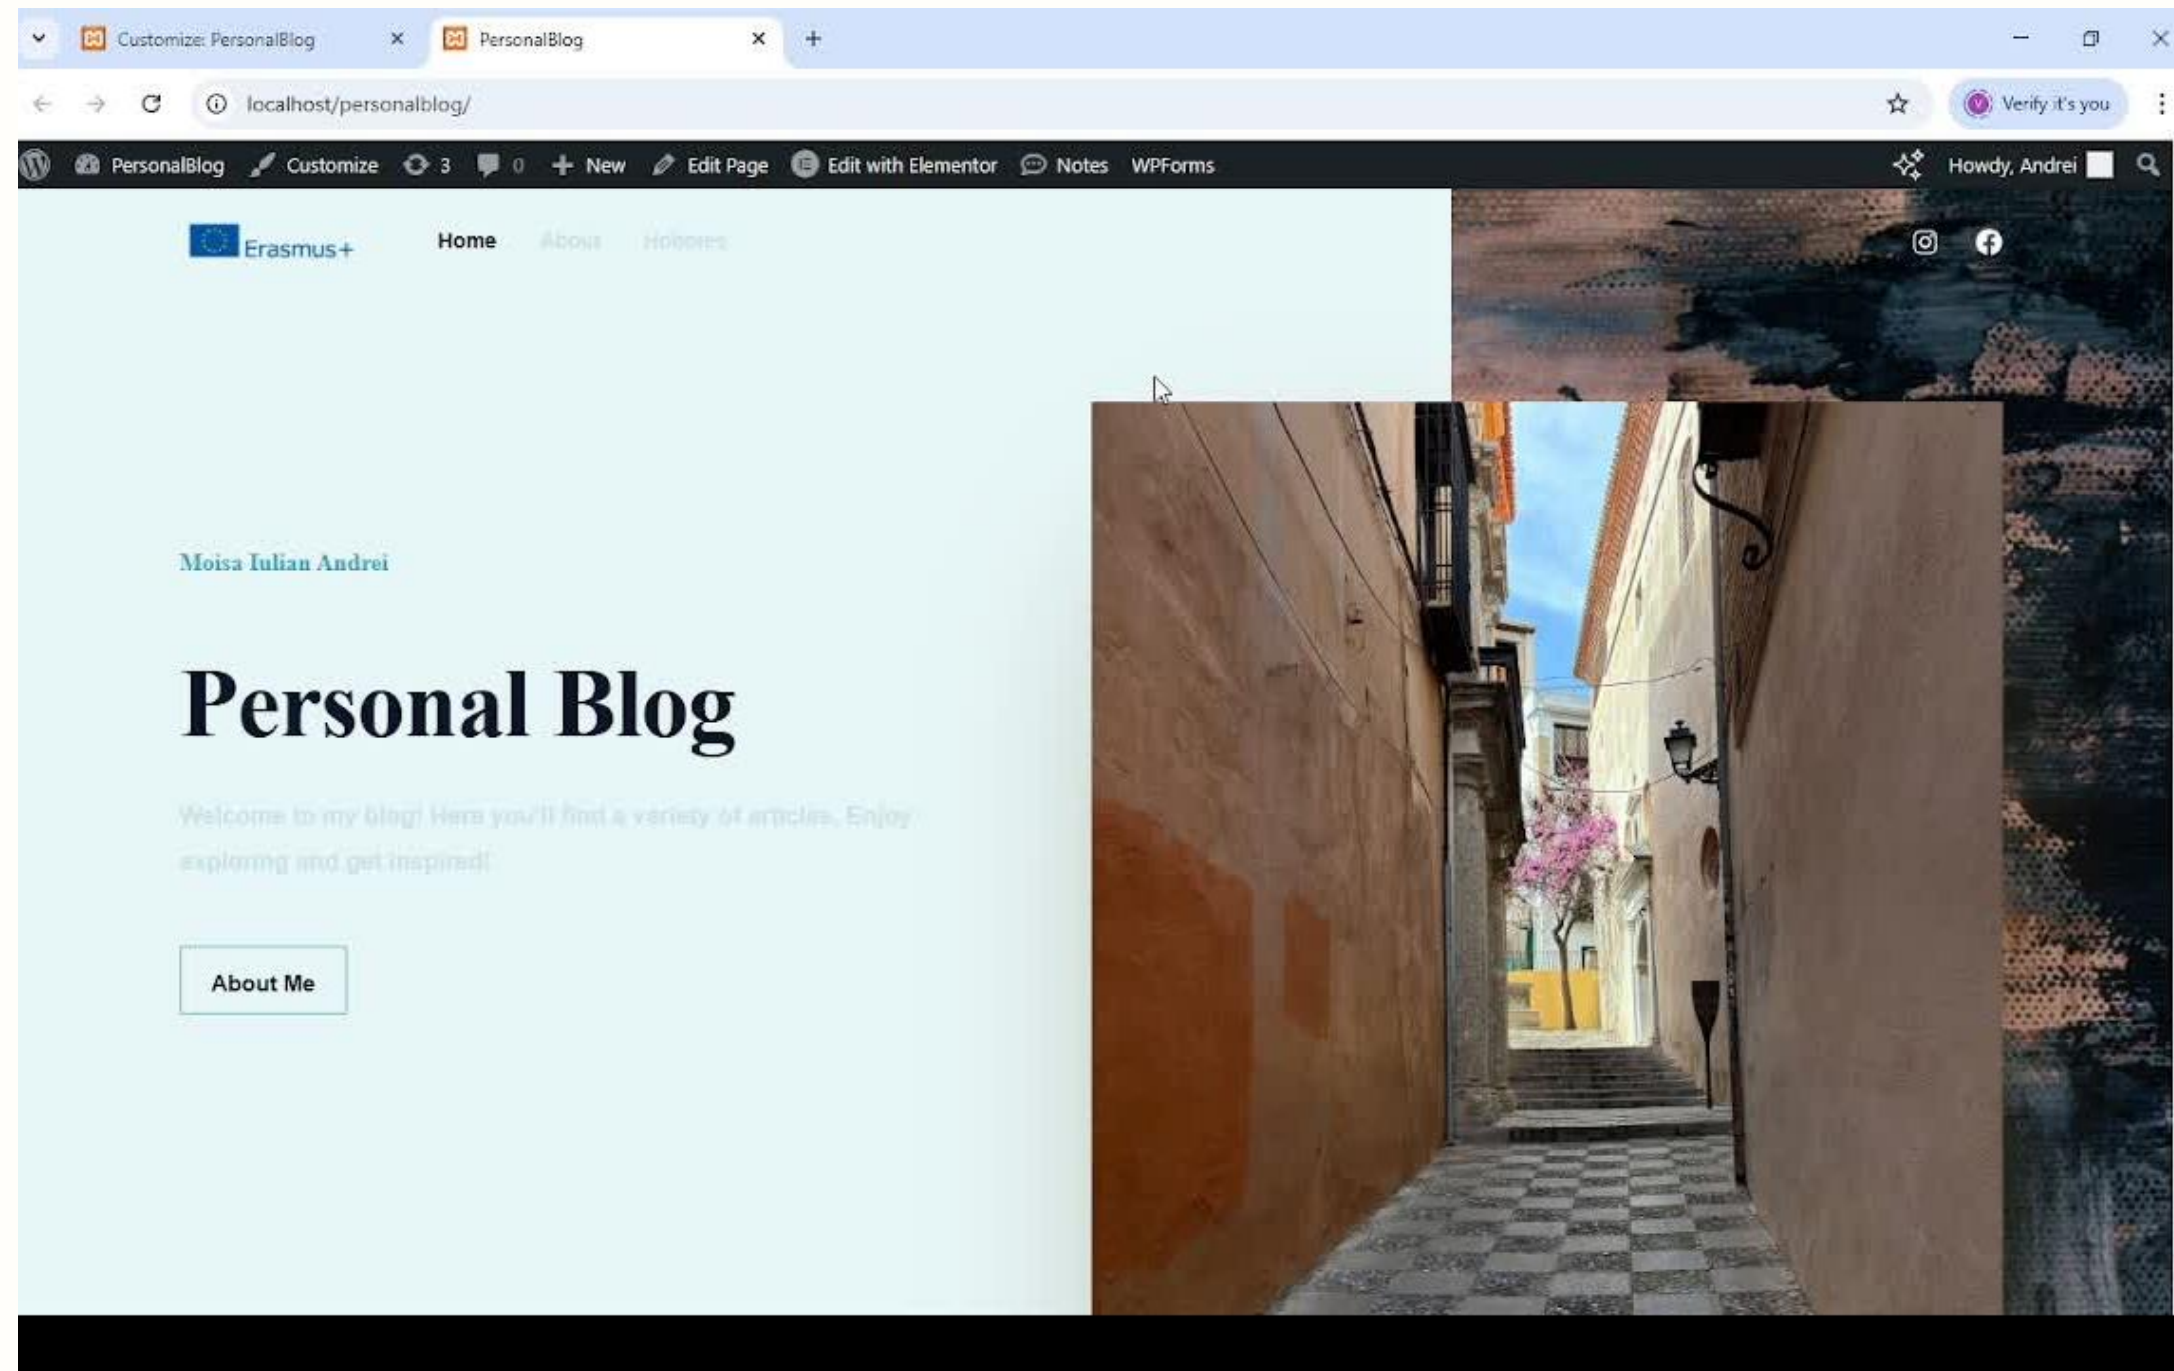 Customize: PersonalBlog
PersonalBlog
localhost/personalblog/
Verify it's you
PersonalBlog Customize 3 0 New Edit Page Edit with Elementor Notes WPForms Howdy, Andrei
Erasmus+ Home About
Moisa Iulian Andrei
Personal Blog
Welcome to my blog! Here you'll find a variety of articles. Enjoy
exploring and get inspired!
About Me